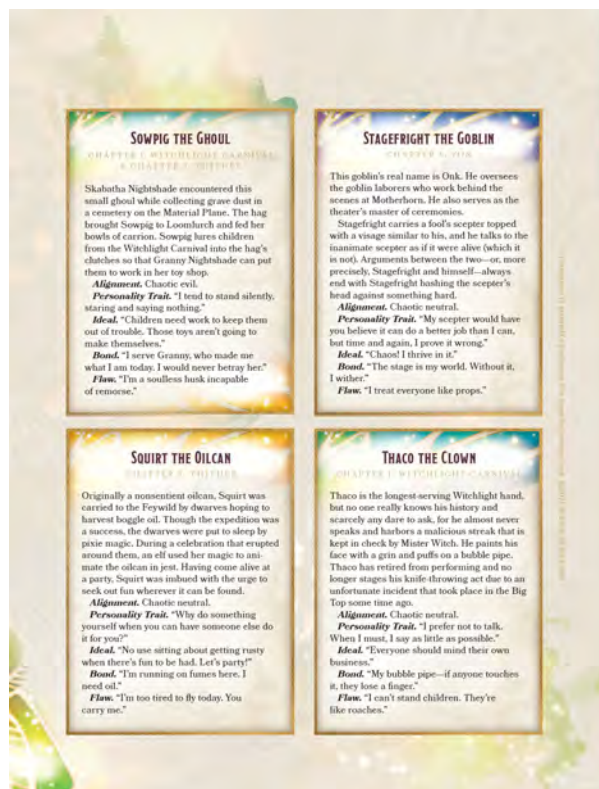 SOWPIG THE GHOUL
CHAPTER 1: WITCHLIGHT CARNIVAL
& CHAPTER 3: THITHER
Skabatha Nightshade encountered this
small ghoul while collecting grave dust in
a cemetery on the Material Plane. The hag
brought Sowpig to Loomlurch and fed her
bowls of carrion. Sowpig lures children
from the Witchlight Carnival into the hag's
clutches so that Granny Nightshade can put
them to work in her toy shop.
Alignment. Chaotic evil.
Personality Trait. "I tend to stand silently,
staring and saying nothing."
Ideal. "Children need work to keep them
out of trouble. Those toys aren't going to
make themselves."
Bond. "I serve Granny, who made me
what I am today. I would never betray her."
Flaw. "I'm a soulless husk incapable
of remorse."
STAGEFRIGHT THE GOBLIN
CHAPTER 4: YON
This goblin's real name is Onk. He oversees
the goblin laborers who work behind the
scenes at Motherhorn. He also serves as the
theater's master of ceremonies.
Stagefright carries a fool's scepter topped
with a visage similar to his, and he talks to the
inanimate scepter as if it were alive (which it
is not). Arguments between the two—or, more
precisely, Stagefright and himself—always
end with Stagefright bashing the scepter's
head against something hard.
Alignment. Chaotic neutral.
Personality Trait. "My scepter would have
you believe it can do a better job than I can,
but time and again, I prove it wrong."
Ideal. "Chaos! I thrive in it."
Bond. "The stage is my world. Without it,
I wither."
Flaw. "I treat everyone like props."
SQUIRT THE OILCAN
CHAPTER 3: THITHER
Originally a nonsentient oilcan, Squirt was
carried to the Feywild by dwarves hoping to
harvest boggle oil. Though the expedition was
a success, the dwarves were put to sleep by
pixie magic. During a celebration that erupted
around them, an elf used her magic to ani-
mate the oilcan in jest. Having come alive at
a party, Squirt was imbued with the urge to
seek out fun wherever it can be found.
Alignment. Chaotic neutral.
Personality Trait. "Why do something
yourself when you can have someone else do
it for you?"
Ideal. "No use sitting about getting rusty
when there's fun to be had. Let's party!"
Bond. "I'm running on fumes here. I
need oil."
Flaw. "I'm too tired to fly today. You
carry me."
THACO THE CLOWN
CHAPTER 1: WITCHLIGHT CARNIVAL
Thaco is the longest-serving Witchlight hand,
but no one really knows his history and
scarcely any dare to ask, for he almost never
speaks and harbors a malicious streak that is
kept in check by Mister Witch. He paints his
face with a grin and puffs on a bubble pipe.
Thaco has retired from performing and no
longer stages his knife-throwing act due to an
unfortunate incident that took place in the Big
Top some time ago.
Alignment. Chaotic neutral.
Personality Trait. "I prefer not to talk.
When I must, I say as little as possible."
Ideal. "Everyone should mind their own
business."
Bond. "My bubble pipe—if anyone touches
it, they lose a finger."
Flaw. "I can't stand children. They're
like roaches."